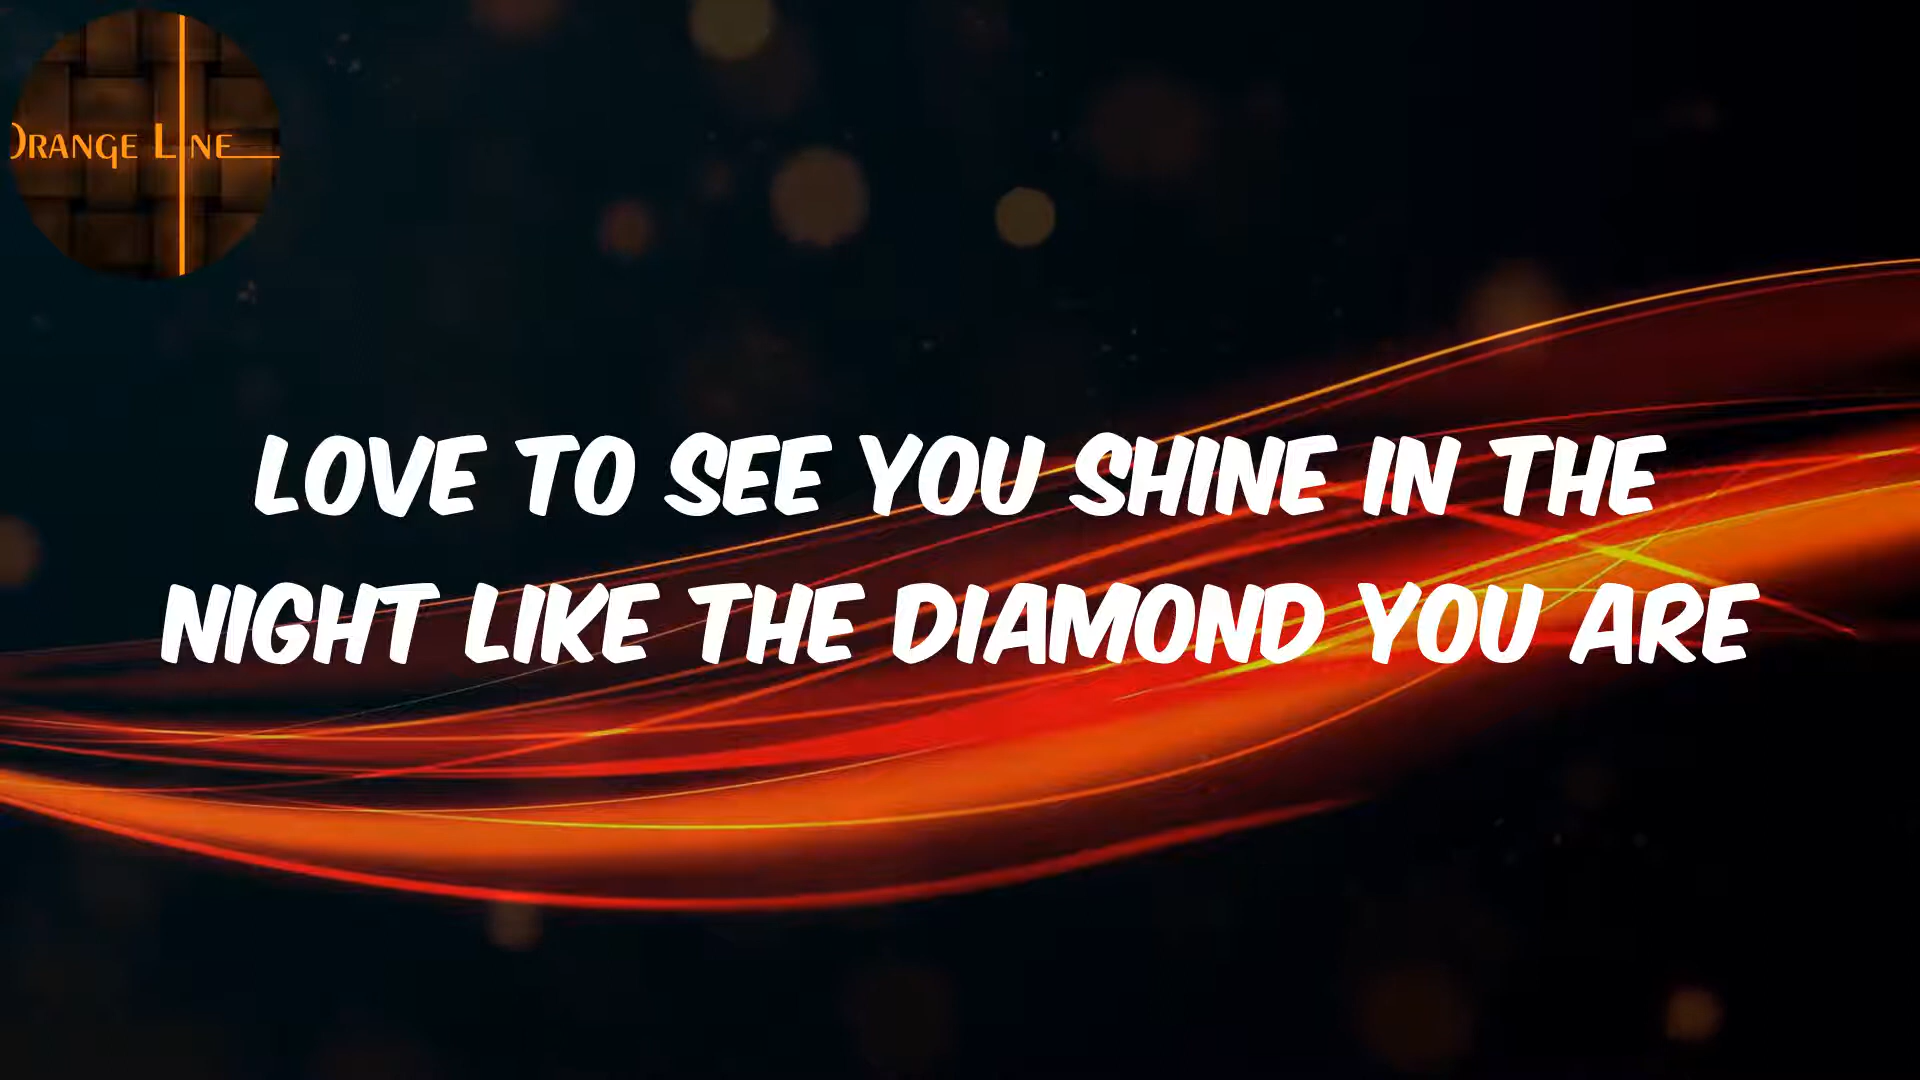 ORANGE LINE
LOVE TO SEE YOU SHINE IN THE
NIGHT LIKE THE DIAMOND YOU ARE